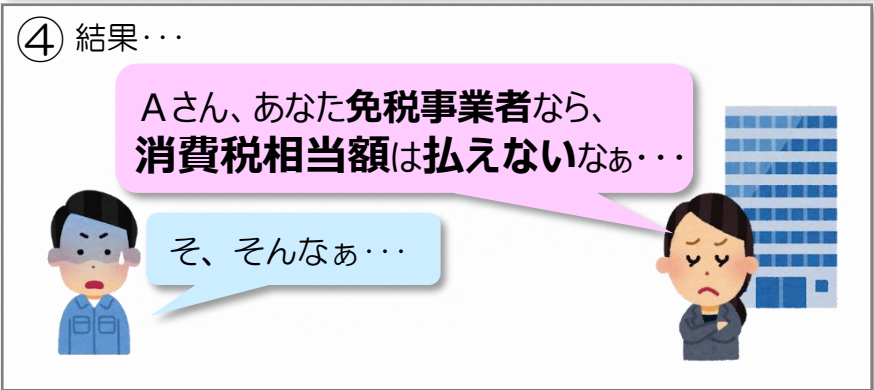 ④ 結果･･･
Ａさん、あなた免税事業者なら、
消費税相当額は払えないなぁ･･･
そ、そんなぁ･･･